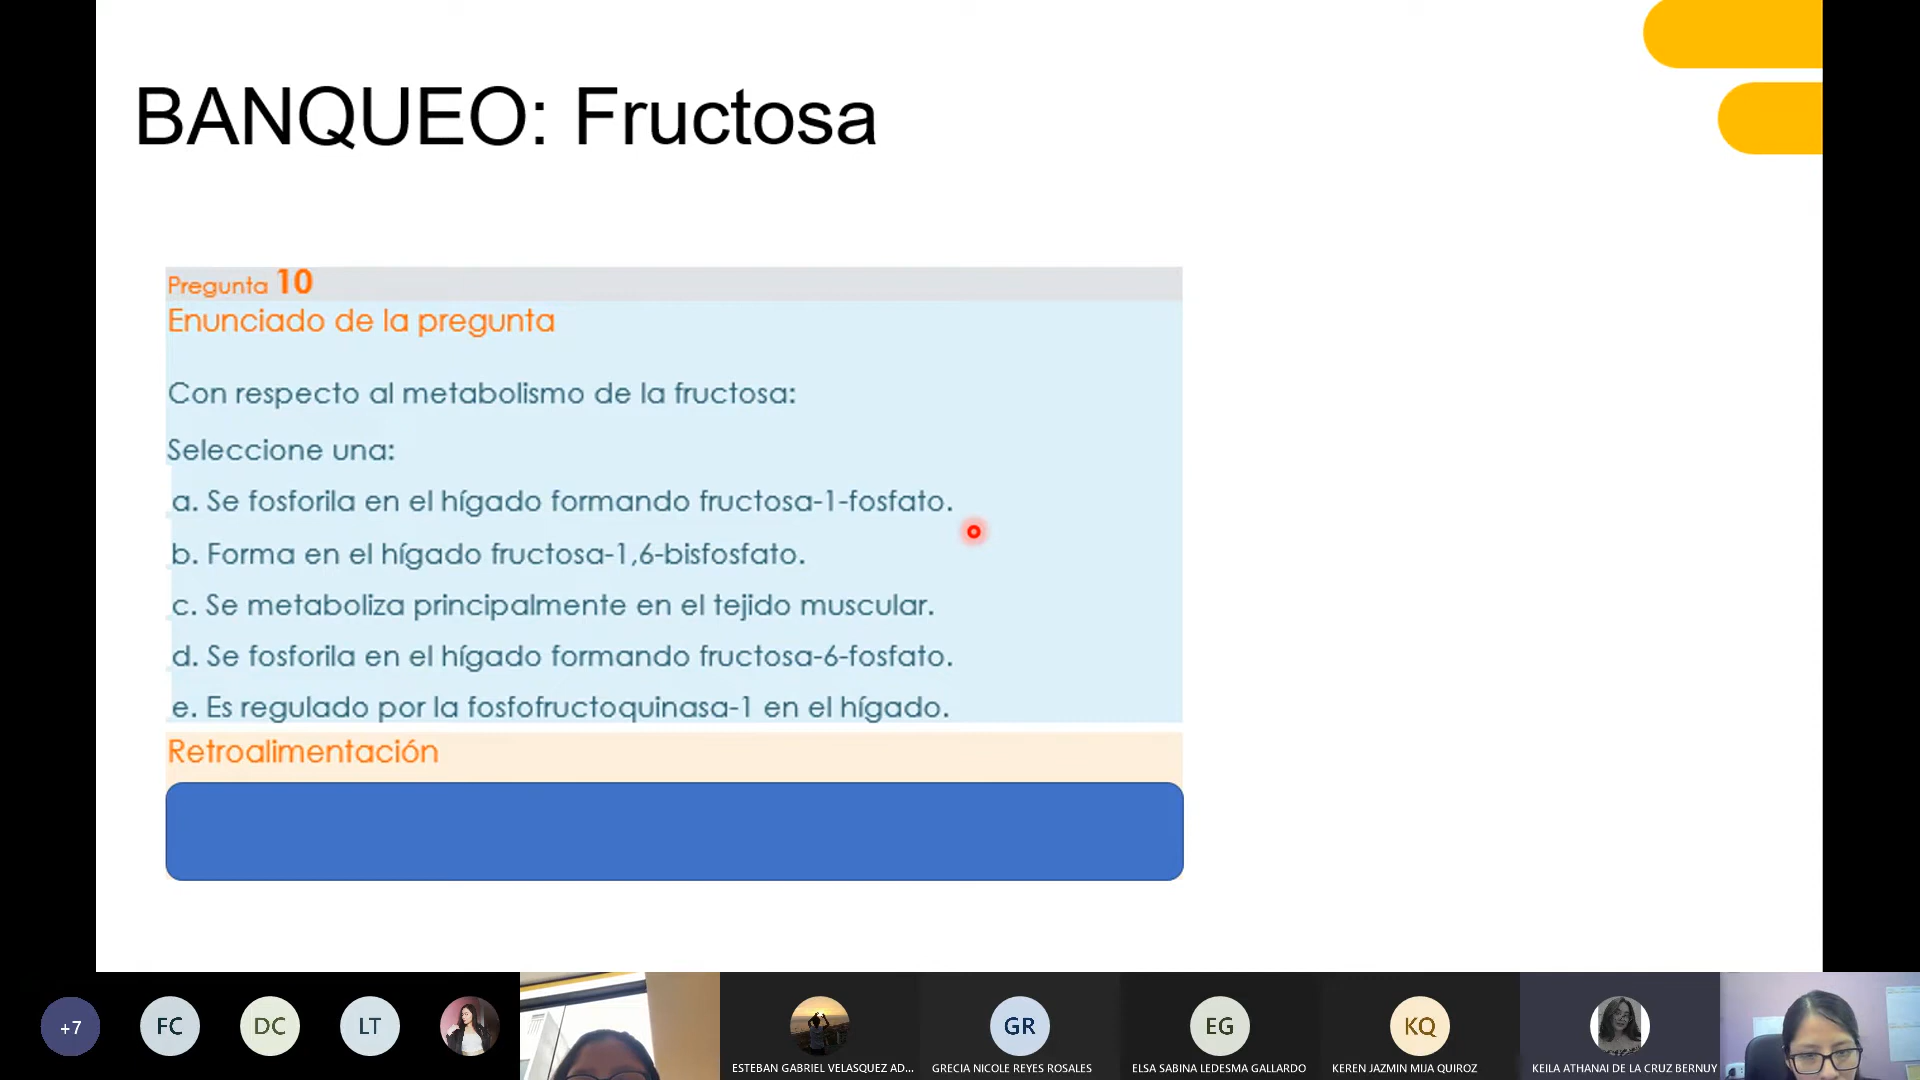 BANQUEO: Fructosa
Pregunta 10
Enunciado de la pregunta
Con respecto al metabolismo de la fructosa:
Seleccione una:
a. Se fosforila en el hígado formando fructosa-1-fosfato.
b. Forma en el hígado fructosa-1,6-bisfosfato.
c. Se metaboliza principalmente en el tejido muscular.
d. Se fosforila en el hígado formando fructosa-6-fosfato.
e. Es regulado por la fosfofructoquinasa-1 en el hígado.
Retroalimentación
+7
FC
DC
LT
GR
EG
KQ
ESTEBAN GABRIEL VELASQUEZ AD...
GRECIA NICOLE REYES ROSALES
ELSA SABINA LEDESMA GALLARDO
KEREN JAZMIN MIJA QUIROZ
KEILA ATHANAI DE LA CRUZ BERNUY